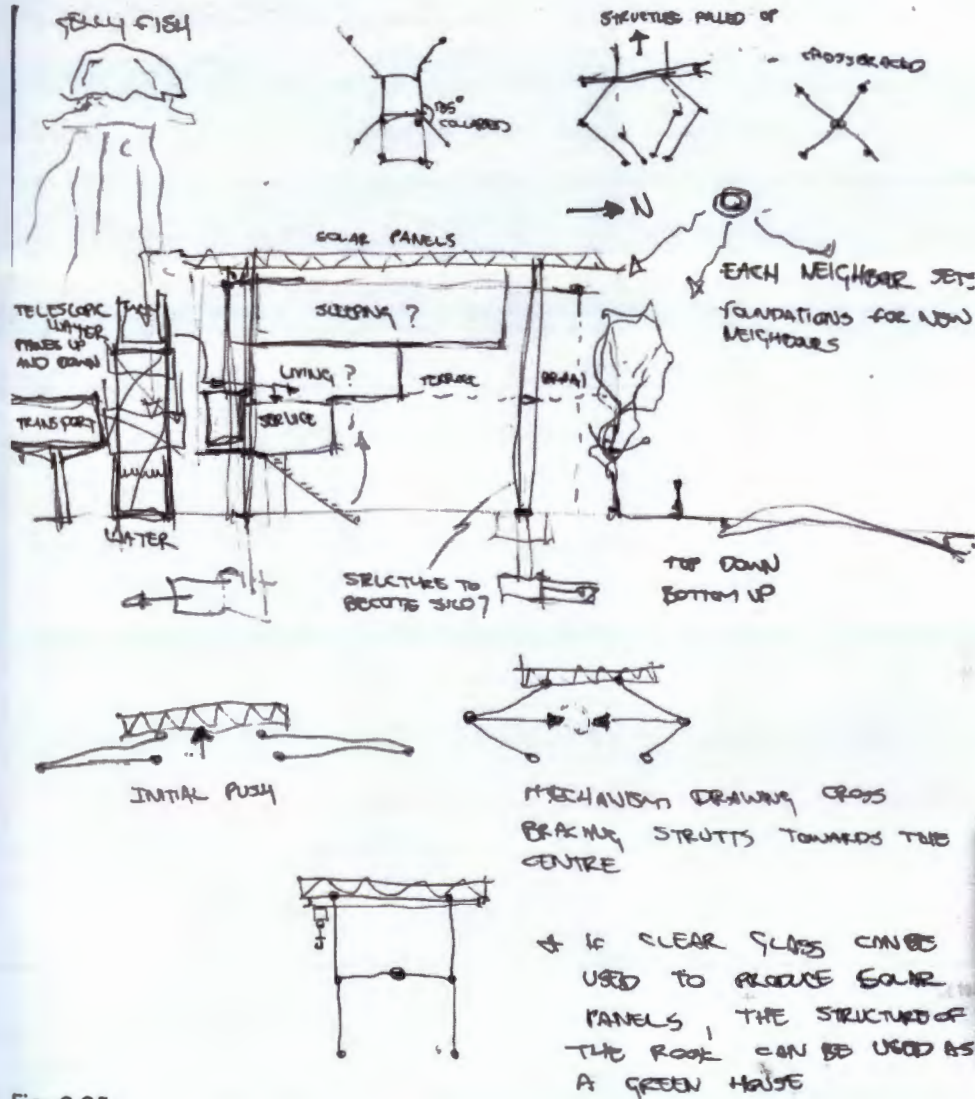 JELLY FISH
STRUCTURE PULLED UP
CROSSBRACED
COLLAPSED
N
SOLAR PANELS
EACH NEIGHBOUR SETS
FOUNDATIONS FOR NEW
NEIGHBOURS
TELESCOPIC
WATER
UP
AND DOWN
SLEEPING ?
LIVING ?
TERRACE
TRANSPORT
SERVICE
WATER
STRUCTURE TO
BECOME SILO?
TOP DOWN
BOTTOM UP
INITIAL PUSH
MECHANISM DRAWING CROSS
BRACING STRUTTS TOWARDS THE
CENTRE
IF CLEAR GLASS CAN BE
USED TO PRODUCE SOLAR
PANELS, THE STRUCTURE OF
THE ROOF CAN BE USED AS
A GREEN HOUSE